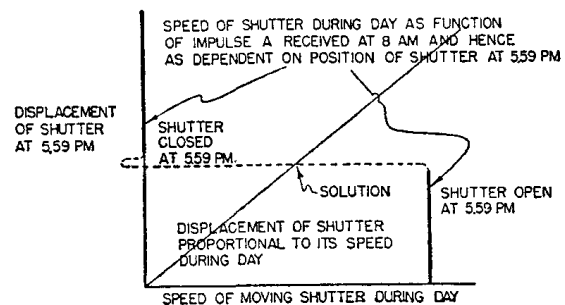 SPEED OF SHUTTER DURING DAY AS FUNCTION
OF IMPULSE A RECEIVED AT 8 AM AND HENCE
AS DEPENDENT ON POSITION OF SHUTTER AT 5.59 PM
DISPLACEMENT
OF SHUTTER
AT 5.59 PM
SHUTTER
CLOSED
AT 5.59 PM.
SOLUTION
SHUTTER OPEN
AT 5.59 PM
DISPLACEMENT OF SHUTTER
PROPORTIONAL TO ITS SPEED
DURING DAY
SPEED OF MOVING SHUTTER DURING DAY